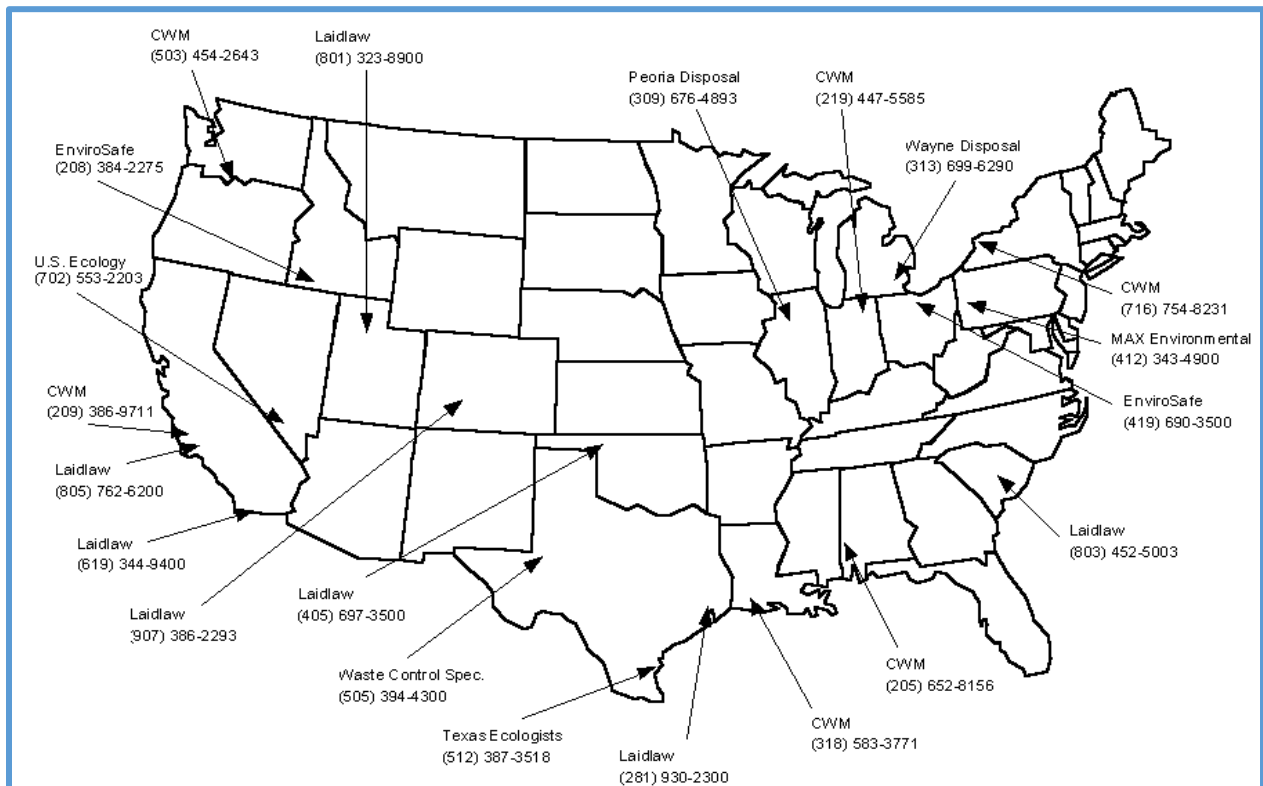 CWM
(503) 454-2643
Laidlaw
(801) 323-8900
Peoria Disposal
(309) 676-4893
CWM
(219) 447-5585
Wayne Disposal
(313) 699-6290
EnviroSafe
(208) 384-2275
U.S. Ecology
(702) 553-2203
CWM
(716) 754-8231
MAX Environmental
(412) 343-4900
CWM
(209) 386-9711
EnviroSafe
(419) 690-3500
Laidlaw
(805) 762-6200
Laidlaw
(619) 344-9400
Laidlaw
(803) 452-5003
Laidlaw
(405) 697-3500
Laidlaw
(907) 386-2293
Waste Control Spec.
(505) 394-4300
CWM
(205) 652-8156
Texas Ecologists
(512) 387-3518
CWM
(318) 583-3771
Laidlaw
(281) 930-2300